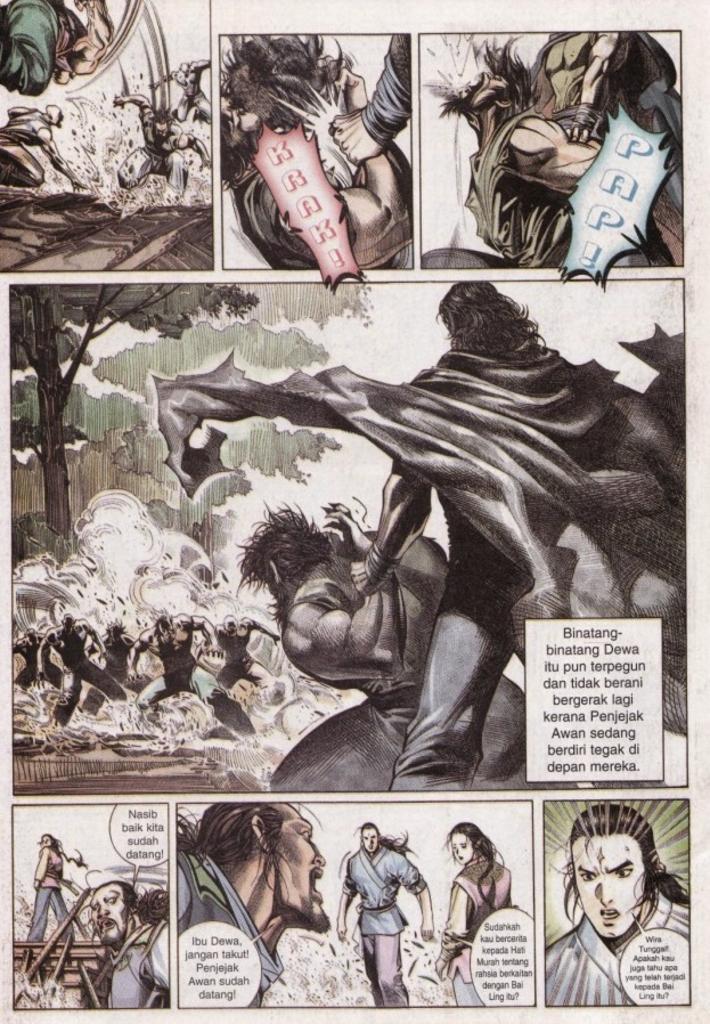 KRAK!
PAP!
Binatang-
binatang Dewa
itu pun terpegun
dan tidak berani
bergerak lagi
kerana Penjejak
Awan sedang
berdiri tegak di
depan mereka.
Nasib
baik kita
sudah
datang!
Ibu Dewa,
jangan takut!
Penjejak
Awan sudah
datang!
Sudahkah
kau bercerita
kepada Hati
Murah tentang
rahsia berkaitan
dengan Bai
Ling itu?
Wira
Tunggal!
Apakah kau
juga tahu apa
yang telah terjadi
kepada Bai
Ling itu?